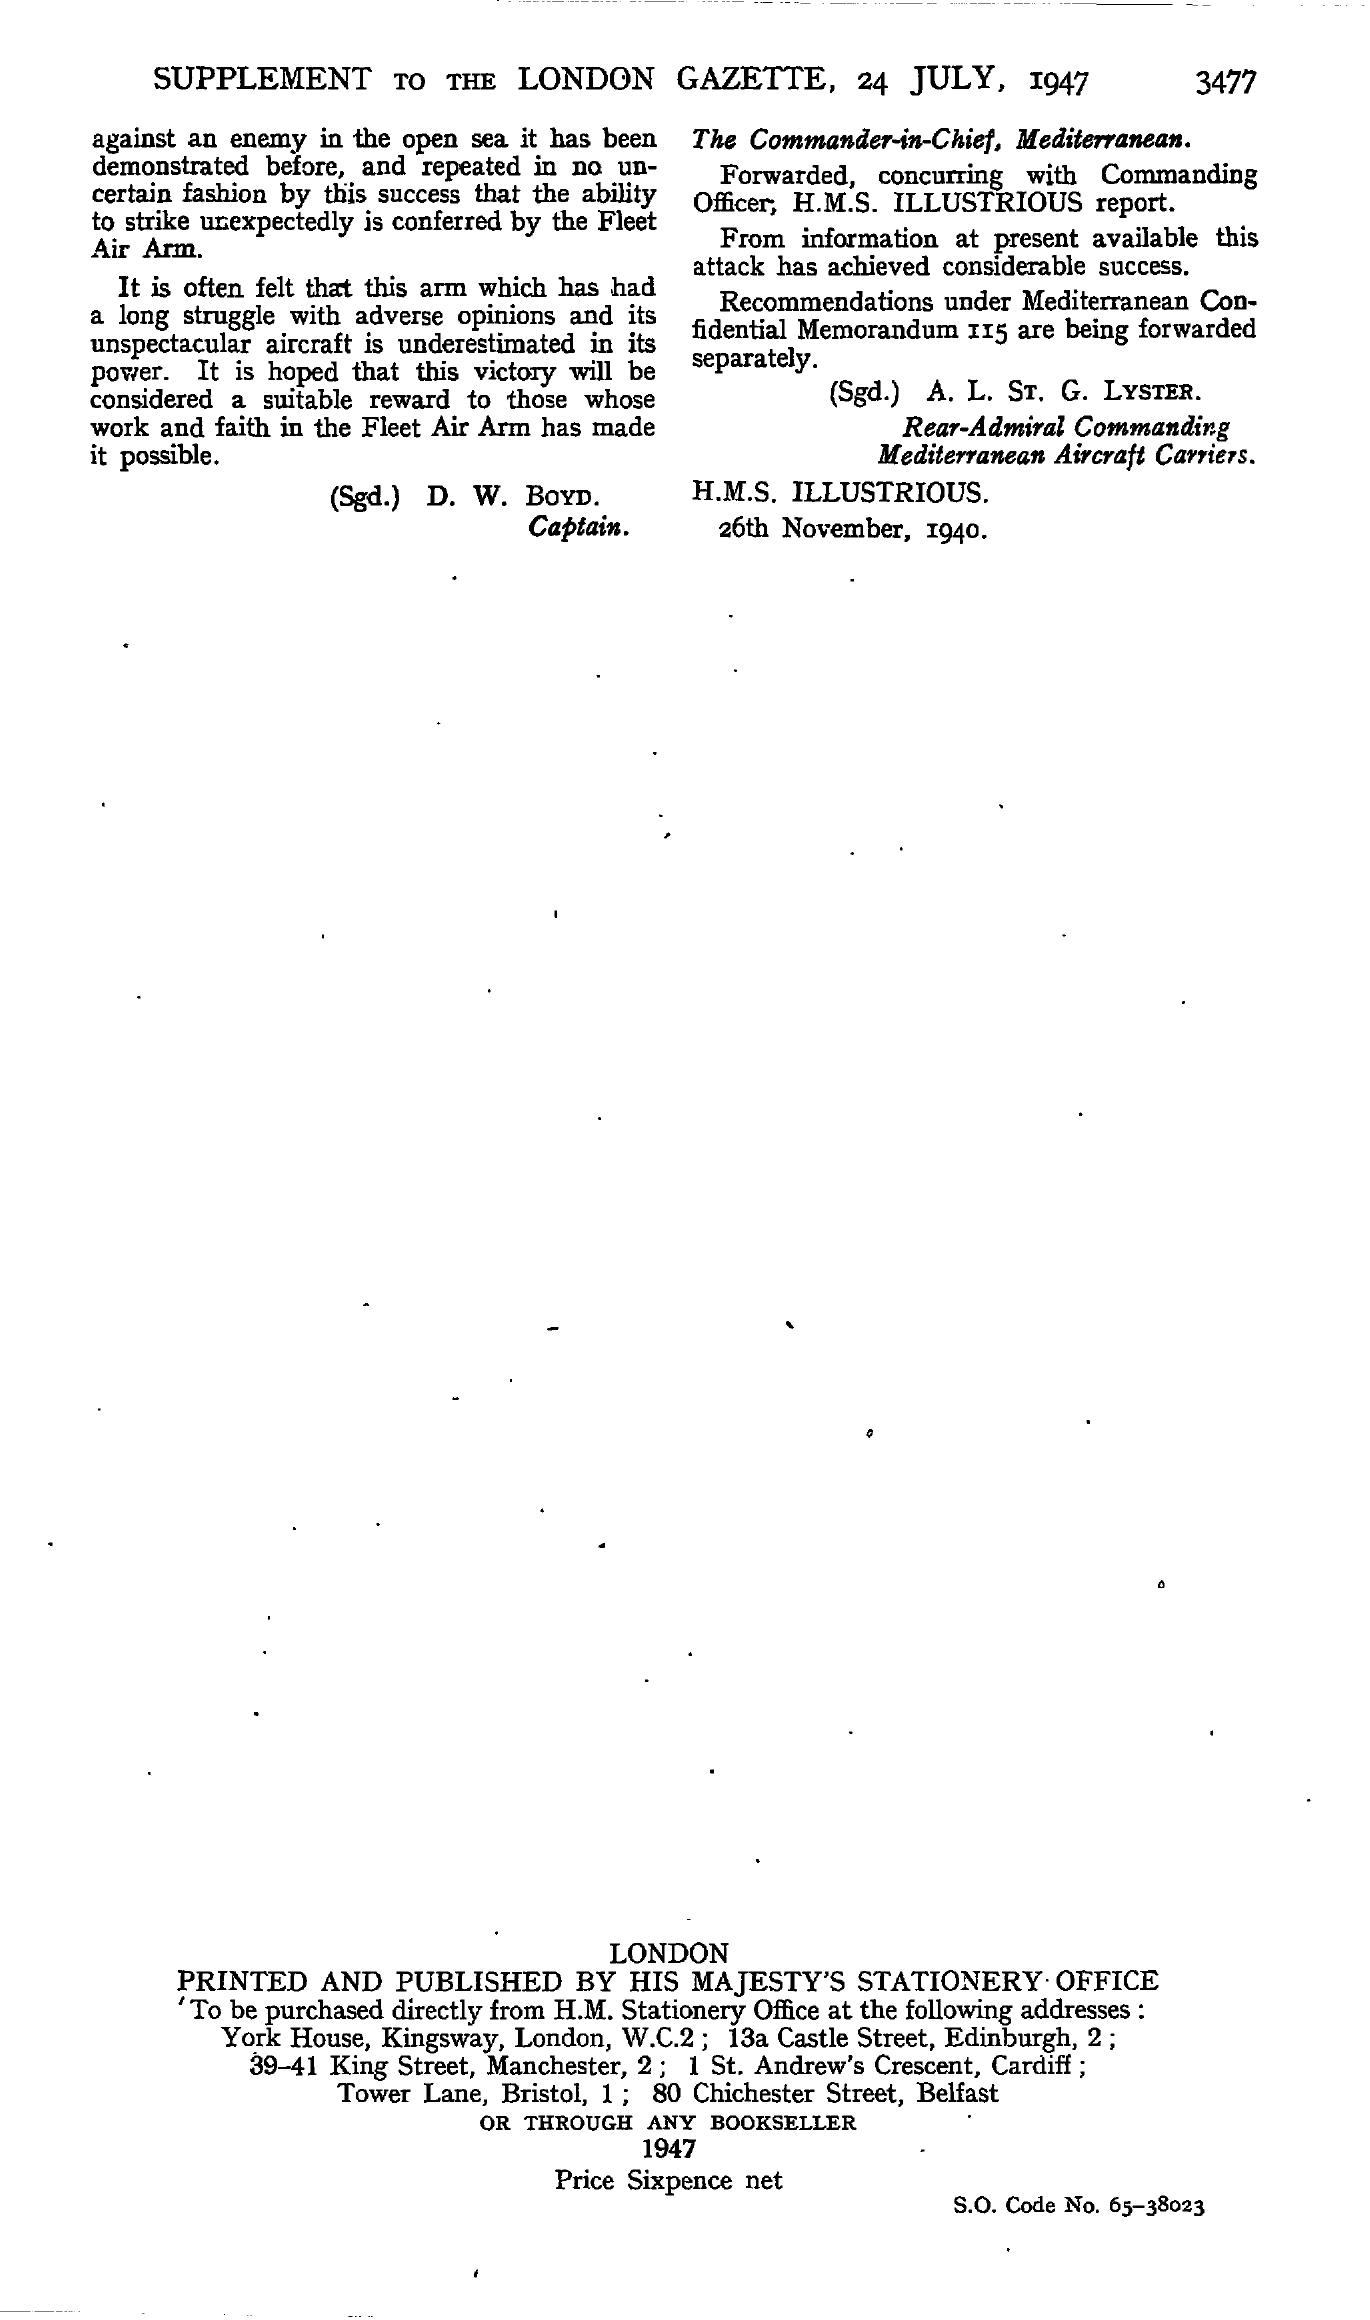 SUPPLEMENT TO THE LONDON GAZETTE, 24 JULY, 1947 3477
against an enemy in the open sea it has been
demonstrated before, and repeated in no un-
certain fashion by this success that the ability
to strike unexpectedly is conferred by the Fleet
Air Arm.
It is often felt that this arm which has had
a long struggle with adverse opinions and its
unspectacular aircraft is underestimated in its
power. It is hoped that this victory will be
considered a suitable reward to those whose
work and faith in the Fleet Air Arm has made
it possible.
(Sgd.) D. W. BOYD.
Captain.
The Commander-in-Chief, Mediterranean.
Forwarded, concurring with Commanding
Officer, H.M.S. ILLUSTRIOUS report.
From information at present available this
attack has achieved considerable success.
Recommendations under Mediterranean Con-
fidential Memorandum 115 are being forwarded
separately.
(Sgd.) A. L. ST. G. LYSTER.
Rear-Admiral Commanding
Mediterranean Aircraft Carriers.
H.M.S. ILLUSTRIOUS.
26th November, 1940.
LONDON
PRINTED AND PUBLISHED BY HIS MAJESTY'S STATIONERY OFFICE
To be purchased directly from H.M. Stationery Office at the following addresses :
York House, Kingsway, London, W.C.2 ; 13a Castle Street, Edinburgh, 2 ;
39–41 King Street, Manchester, 2 ; 1 St. Andrew's Crescent, Cardiff ;
Tower Lane, Bristol, 1 ; 80 Chichester Street, Belfast
OR THROUGH ANY BOOKSELLER
1947
Price Sixpence net
S.O. Code No. 65–38023